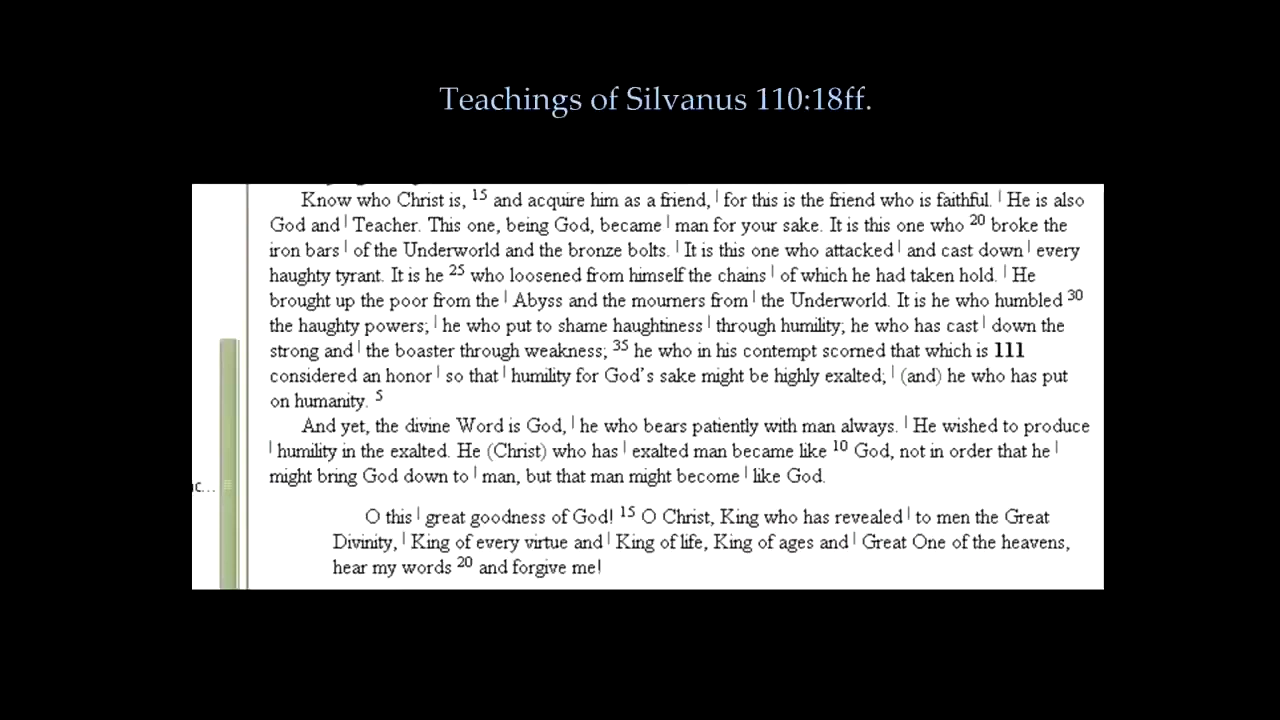 Teachings of Silvanus 110:18ff.
Know who Christ is, 15 and acquire him as a friend, | for this is the friend who is faithful. | He is also
God and | Teacher. This one, being God, became | man for your sake. It is this one who 20 broke the
iron bars | of the Underworld and the bronze bolts. | It is this one who attacked | and cast down | every
haughty tyrant. It is he 25 who loosened from himself the chains | of which he had taken hold. | He
brought up the poor from the | Abyss and the mourners from | the Underworld. It is he who humbled 30
the haughty powers; | he who put to shame haughtiness | through humility; he who has cast | down the
strong and | the boaster through weakness; 35 he who in his contempt scorned that which is 111
considered an honor | so that | humility for God's sake might be highly exalted; | (and) he who has put
on humanity. 5
And yet, the divine Word is God, | he who bears patiently with man always. | He wished to produce
| humility in the exalted. He (Christ) who has | exalted man became like 10 God, not in order that he |
might bring God down to | man, but that man might become | like God.
O this | great goodness of God! 15 O Christ, King who has revealed | to men the Great
Divinity, | King of every virtue and | King of life, King of ages and | Great One of the heavens,
hear my words 20 and forgive me!